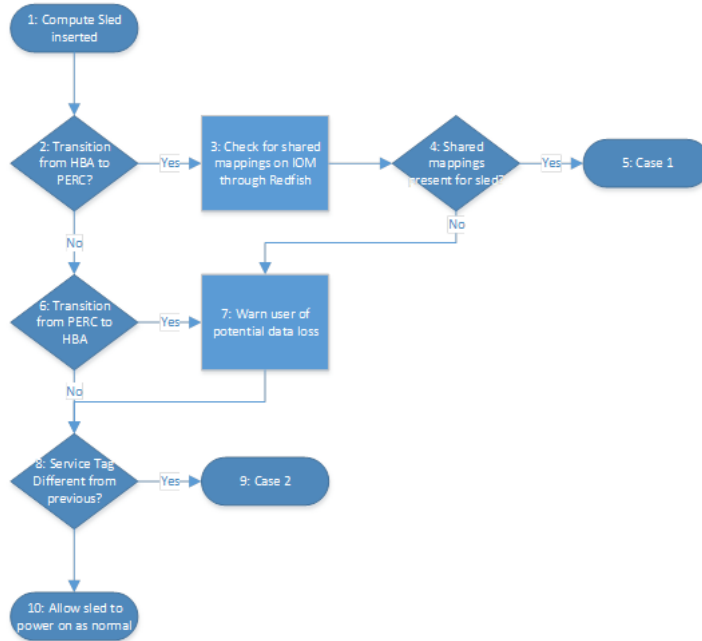 1: Compute Sled
inserted
2: Transition
from HBA to
PERC?
Yes
3: Check for shared
mappings on IOM
through Redfish
4: Shared
mappings
present for sled?
Yes
5: Case 1
No
No
6: Transition
from PERC to
HBA
Yes
7: Warn user of
potential data loss
No
8: Service Tag
Different from
previous?
Yes
9: Case 2
10: Allow sled to
power on as normal